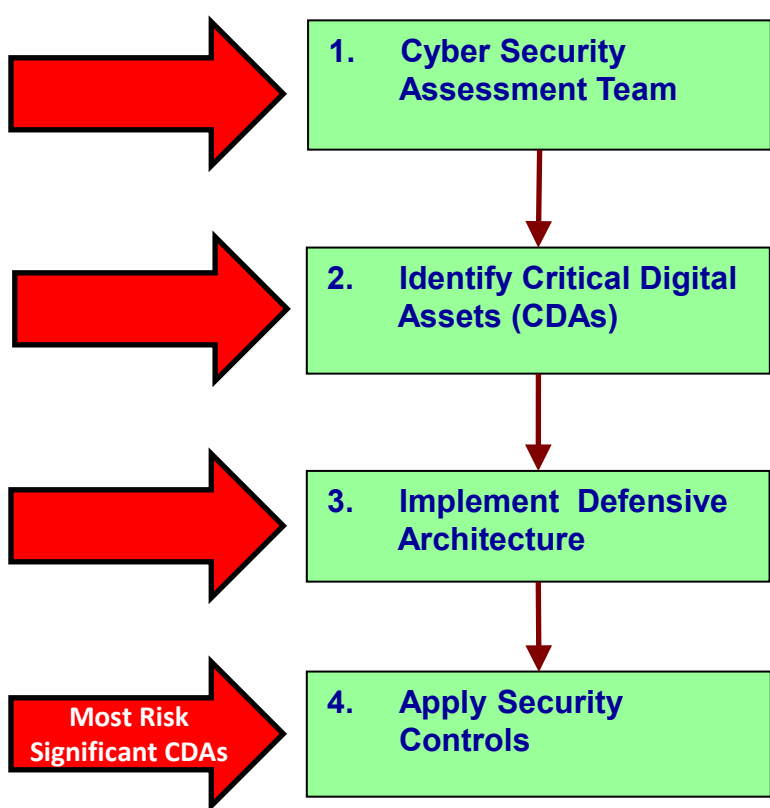 1. Cyber Security
Assessment Team
2. Identify Critical Digital
Assets (CDAs)
3. Implement Defensive
Architecture
Most Risk
Significant CDAs
4. Apply Security
Controls